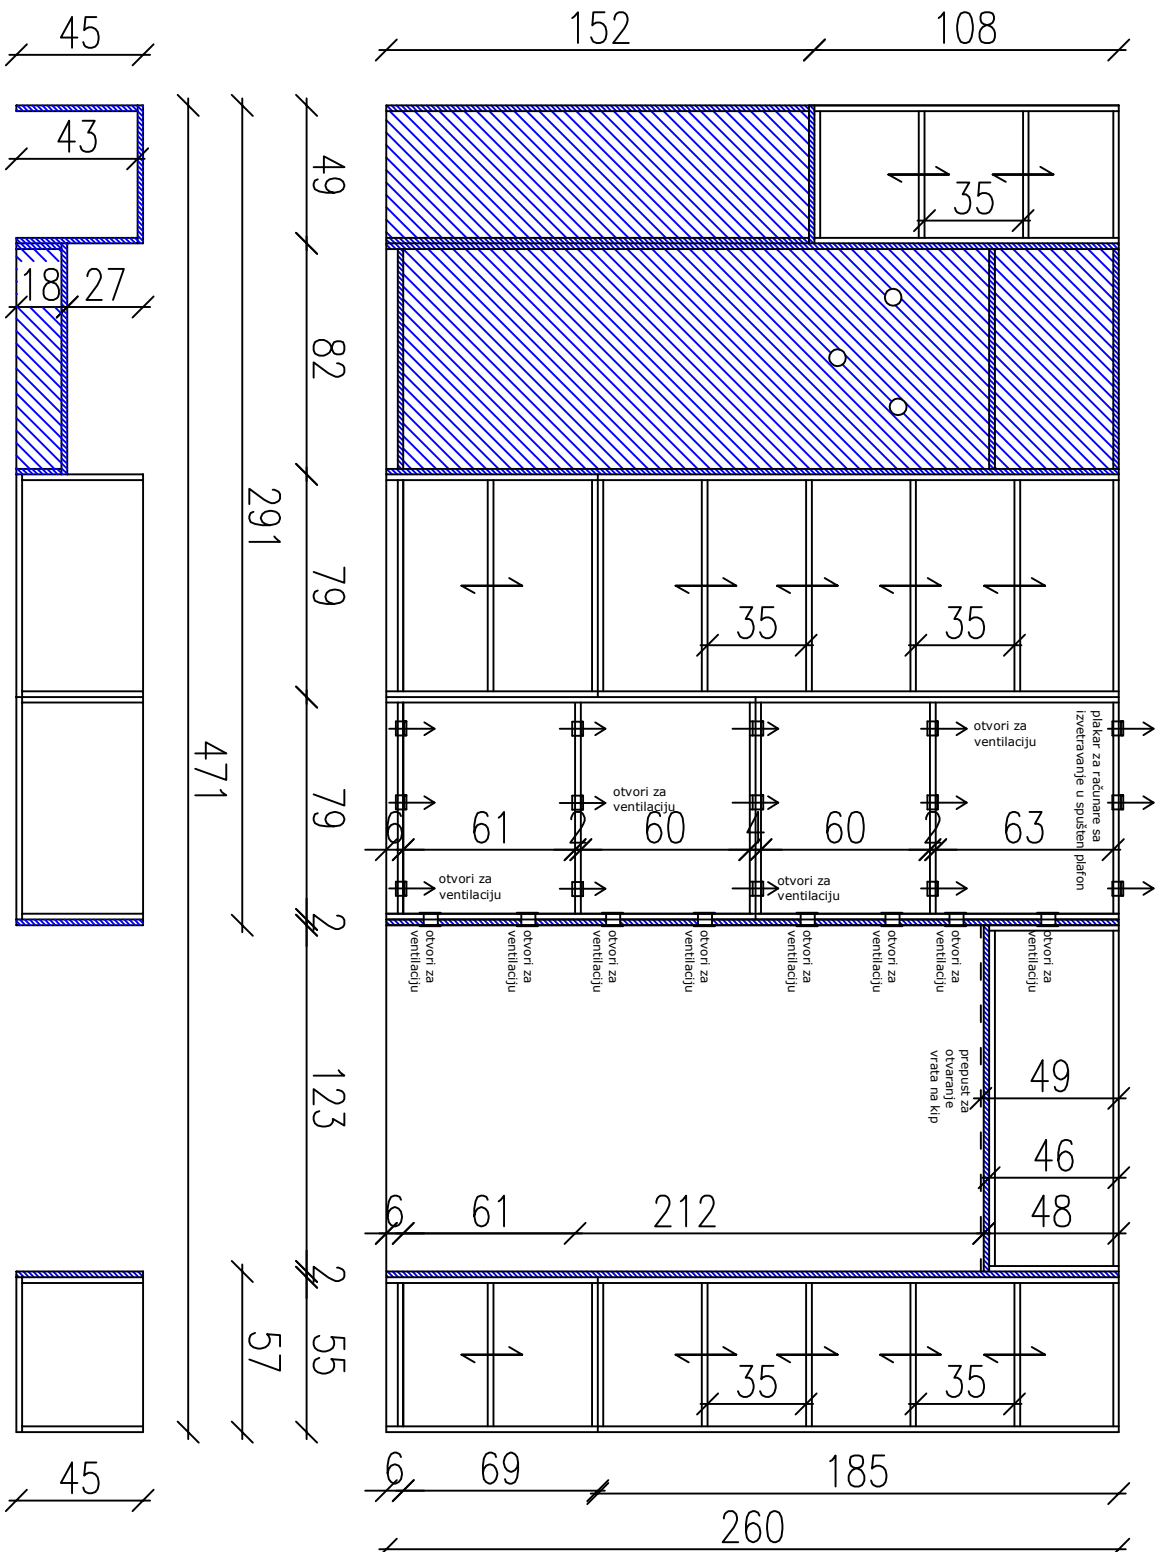 45
152
108
43
49
35
18
27
82
291
79
35
35
471
79
otvori za
ventilaciju
plakar za računare sa
izvetravanje u spušten plafon
otvori za
ventilaciju
6
61
2
60
4
60
2
63
otvori za
ventilaciju
otvori za
ventilaciju
2
otvori za
ventilaciju
otvori za
ventilaciju
otvori za
ventilaciju
otvori za
ventilaciju
otvori za
ventilaciju
otvori za
ventilaciju
otvori za
ventilaciju
otvori za
ventilaciju
123
prepust za
otvaranje
vrata na kip
49
46
6
61
212
48
2
57
55
35
35
45
6
69
185
260